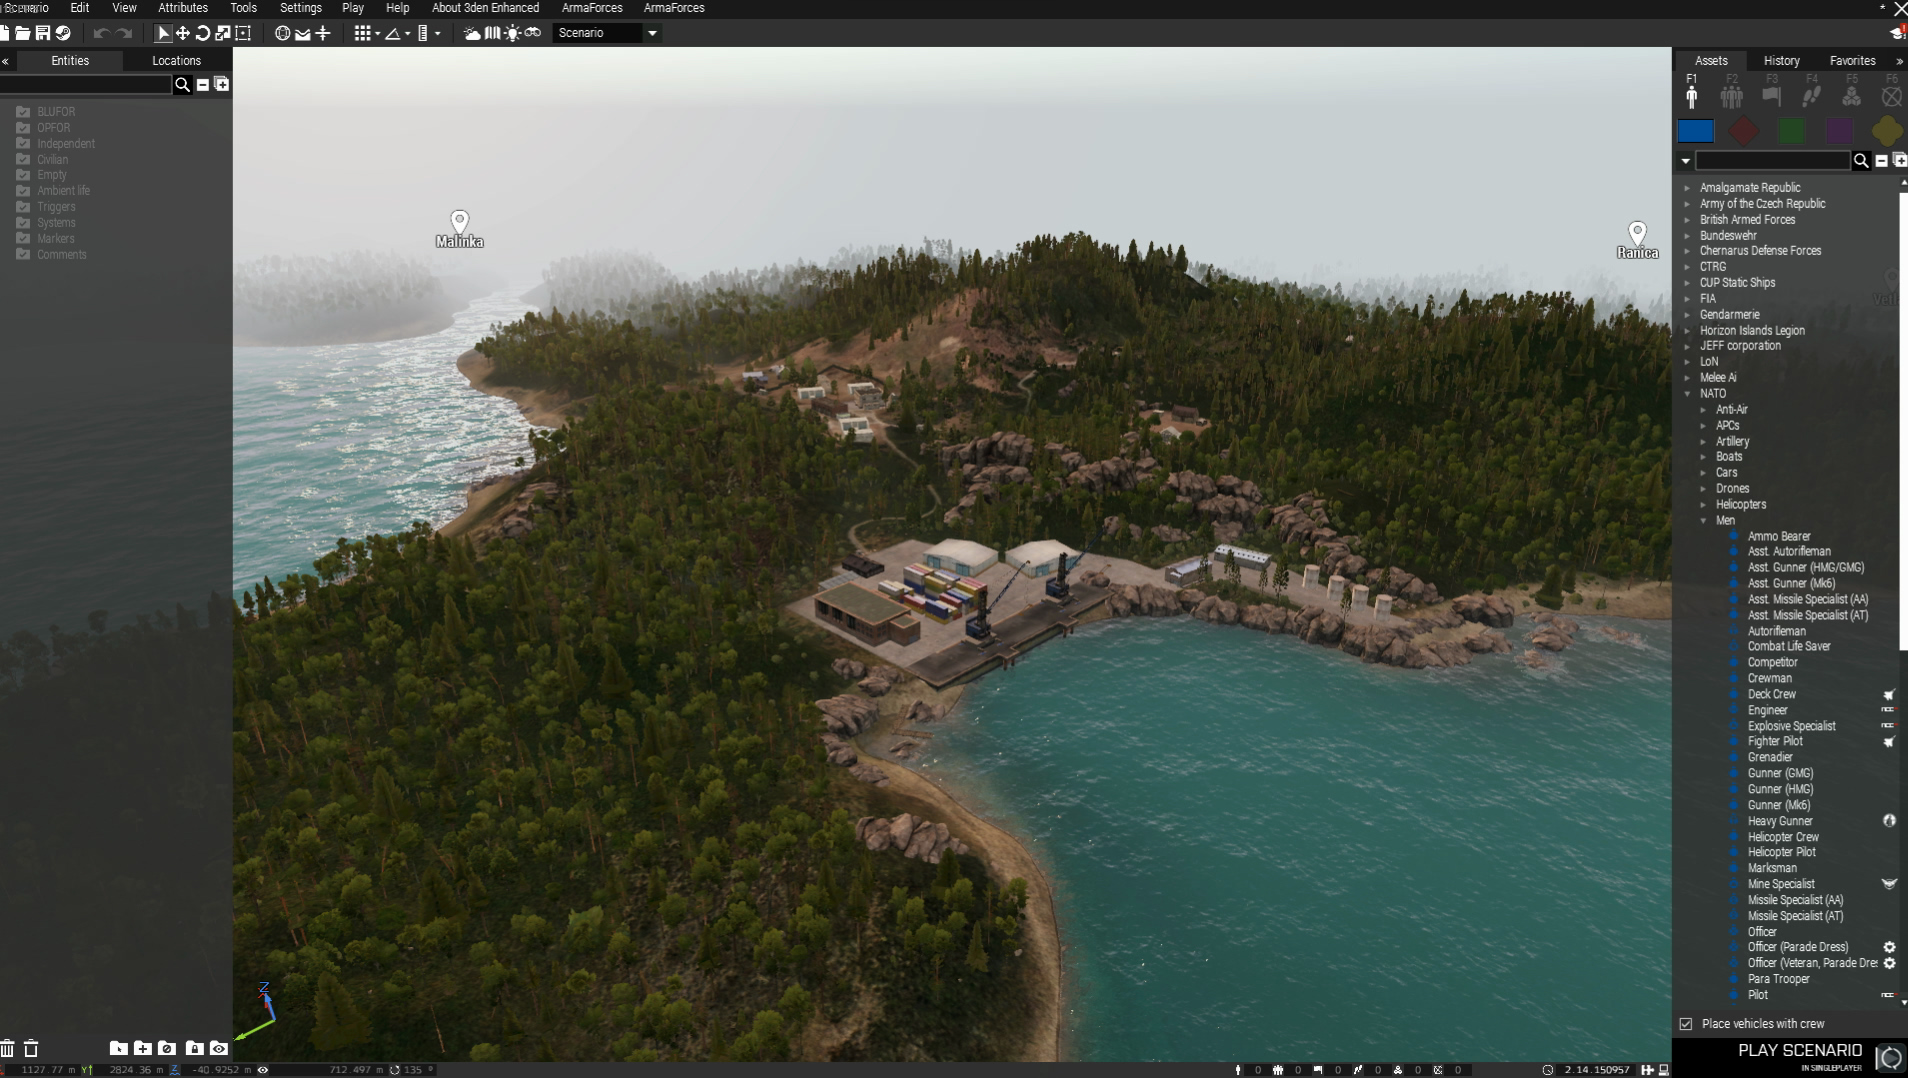 Scenario Edit View Attributes Tools Settings Play Help About 3den Enhanced ArmaForces ArmaForces
Scenario
Entities Locations
BLUFOR
OPFOR
Independent
Civilian
Empty
Ambient life
Triggers
Systems
Markers
Comments
Malinka
Ranica
Assets History Favorites
F1 F2 F3 F4 F5 F6
Amalgamate Republic
Army of the Czech Republic
British Armed Forces
Bundeswehr
Chernarus Defense Forces
CTRG
CUP Static Ships
FIA
Gendarmerie
Horizon Islands Legion
JEFF corporation
LoN
Melee Ai
NATO
Anti-Air
APCs
Artillery
Boats
Cars
Drones
Helicopters
Men
Ammo Bearer
Asst. Autorifleman
Asst. Gunner (HMG/GMG)
Asst. Gunner (Mk6)
Asst. Missile Specialist (AA)
Asst. Missile Specialist (AT)
Autorifleman
Combat Life Saver
Competitor
Crewman
Deck Crew
Engineer
Explosive Specialist
Fighter Pilot
Grenadier
Gunner (GMG)
Gunner (HMG)
Gunner (Mk6)
Heavy Gunner
Helicopter Crew
Helicopter Pilot
Marksman
Mine Specialist
Missile Specialist (AA)
Missile Specialist (AT)
Officer
Officer (Parade Dress)
Officer (Veteran, Parade Dres
Para Trooper
Pilot
Place vehicles with crew
PLAY SCENARIO
IN SINGLEPLAYER
Z
1127.77 m Y 2824.36 m Z -40.9252 m 712.497 m 135 ° 0 0 0 0 0 0 2.14.150957